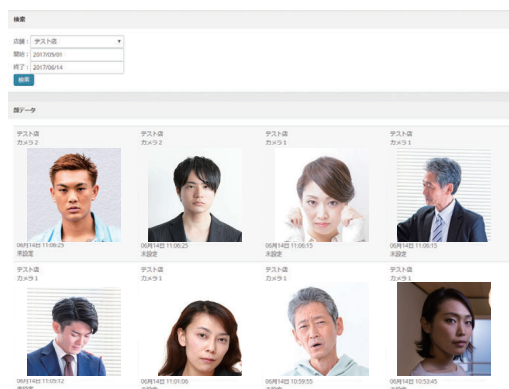 検索
店舗： テスト店
開始： 2017/05/01
終了： 2017/06/14
検索
顔データ
テスト店 テスト店 テスト店 テスト店
カメラ2 カメラ2 カメラ1 カメラ1
06月14日 11:06:25 06月14日 11:06:25 06月14日 11:06:15 06月14日 11:06:15
未設定 未設定 未設定 未設定
テスト店 テスト店 テスト店 テスト店
カメラ1 カメラ1 カメラ1 カメラ1
06月14日 11:05:12 06月14日 11:01:06 06月14日 10:59:55 06月14日 10:53:45